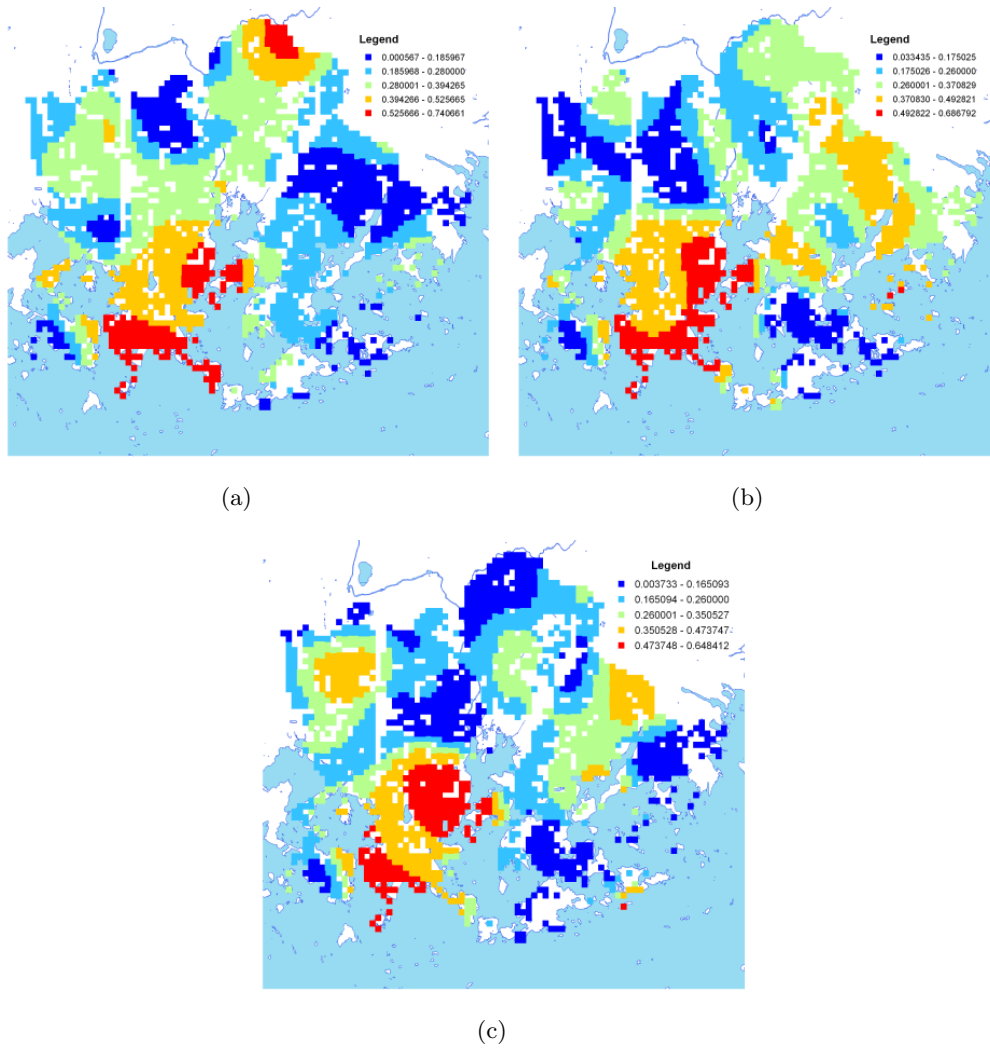 Legend
0.000567 - 0.185967
0.185968 - 0.280000
0.280001 - 0.394265
0.394266 - 0.525665
0.525666 - 0.740661
(a)
Legend
0.033435 - 0.175025
0.175026 - 0.260000
0.260001 - 0.370829
0.370830 - 0.492821
0.492822 - 0.686792
(b)
Legend
0.003733 - 0.165093
0.165094 - 0.260000
0.260001 - 0.350527
0.350528 - 0.473747
0.473748 - 0.648412
(c)